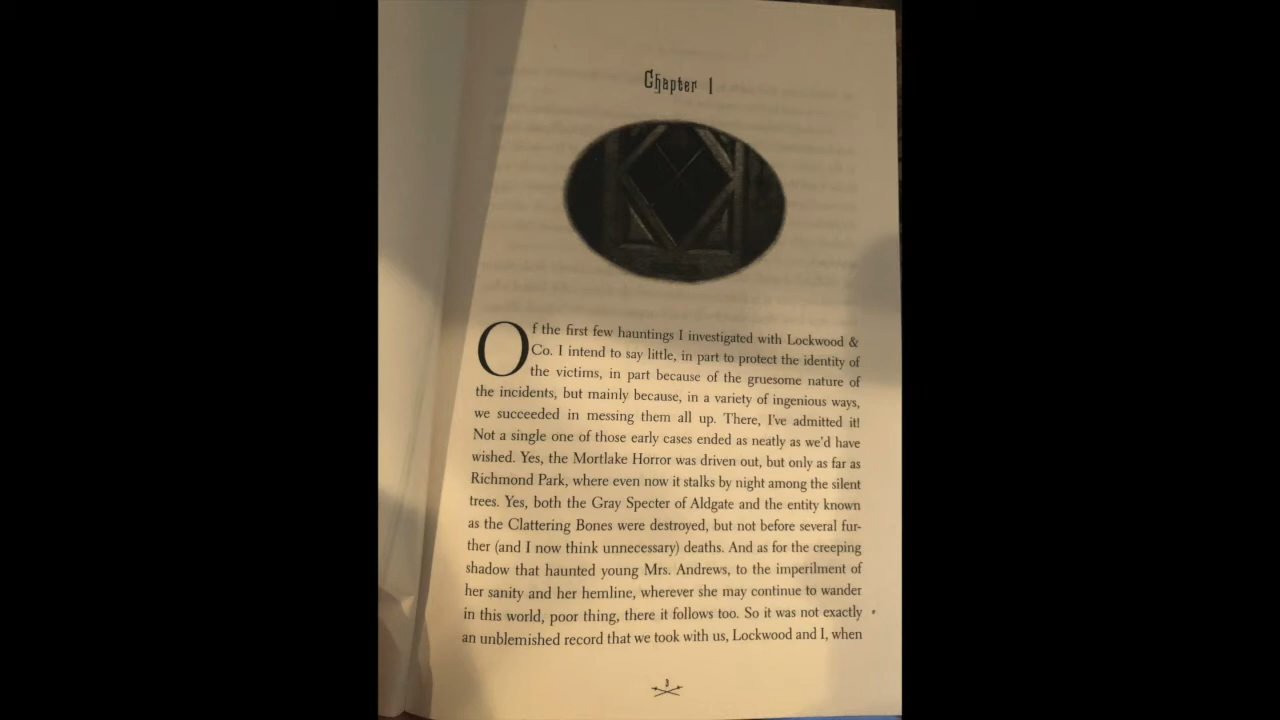 Chapter 1
Of the first few hauntings I investigated with Lockwood &
Co. I intend to say little, in part to protect the identity of
the victims, in part because of the gruesome nature of
the incidents, but mainly because, in a variety of ingenious ways,
we succeeded in messing them all up. There, I've admitted it!
Not a single one of those early cases ended as neatly as we'd have
wished. Yes, the Mortlake Horror was driven out, but only as far as
Richmond Park, where even now it stalks by night among the silent
trees. Yes, both the Gray Specter of Aldgate and the entity known
as the Clattering Bones were destroyed, but not before several fur-
ther (and I now think unnecessary) deaths. And as for the creeping
shadow that haunted young Mrs. Andrews, to the imperilment of
her sanity and her hemline, wherever she may continue to wander
in this world, poor thing, there it follows too. So it was not exactly
an unblemished record that we took with us, Lockwood and I, when
3